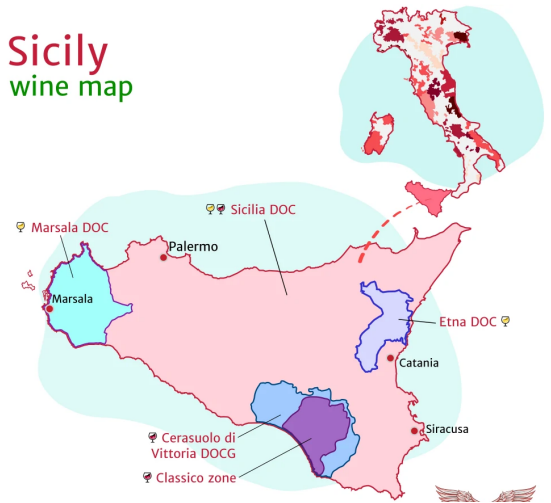 Sicily
wine map
Sicilia DOC
Marsala DOC
Palermo
Marsala
Etna DOC
Catania
Cerasuolo di
Vittoria DOCG
Siracusa
Classico zone